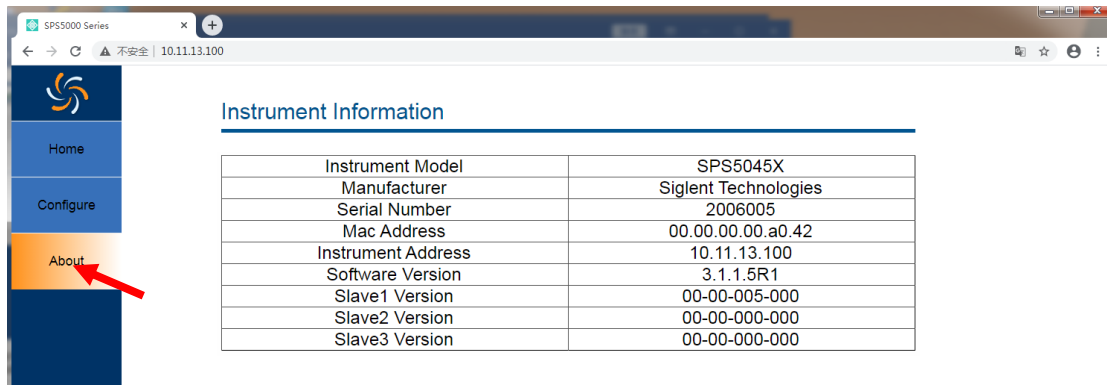 SPS5000 Series
不安全 | 10.11.13.100
Instrument Information
Home
Configure
About
Instrument Model SPS5045X
Manufacturer Siglent Technologies
Serial Number 2006005
Mac Address 00.00.00.00.a0.42
Instrument Address 10.11.13.100
Software Version 3.1.1.5R1
Slave1 Version 00-00-005-000
Slave2 Version 00-00-000-000
Slave3 Version 00-00-000-000